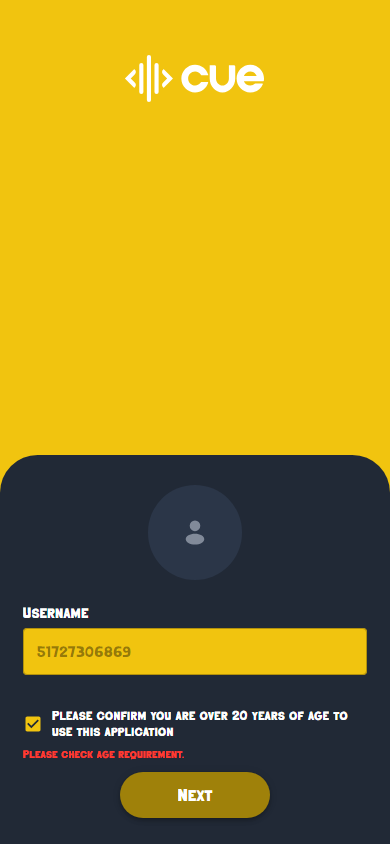 cue
Username
51727306869
Please confirm you are over 20 years of age to
use this application
Please check age requirement.
Next